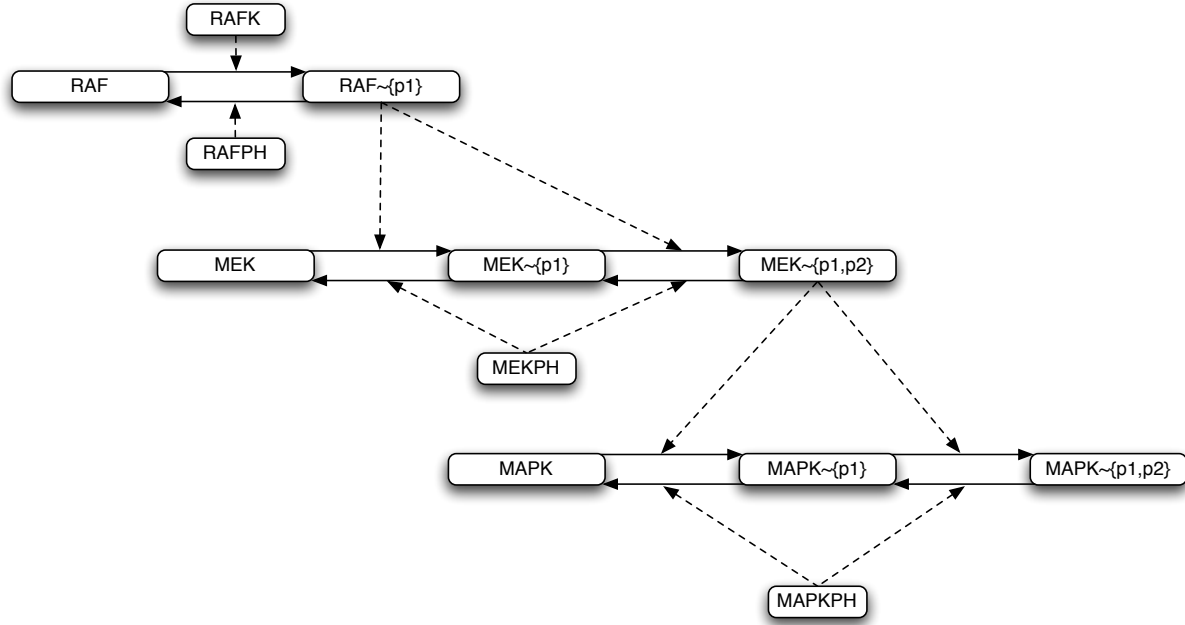 RAFK
RAF
RAF~{p1}
RAFPH
MEK
MEK~{p1}
MEK~{p1,p2}
MEKPH
MAPK
MAPK~{p1}
MAPK~{p1,p2}
MAPKPH